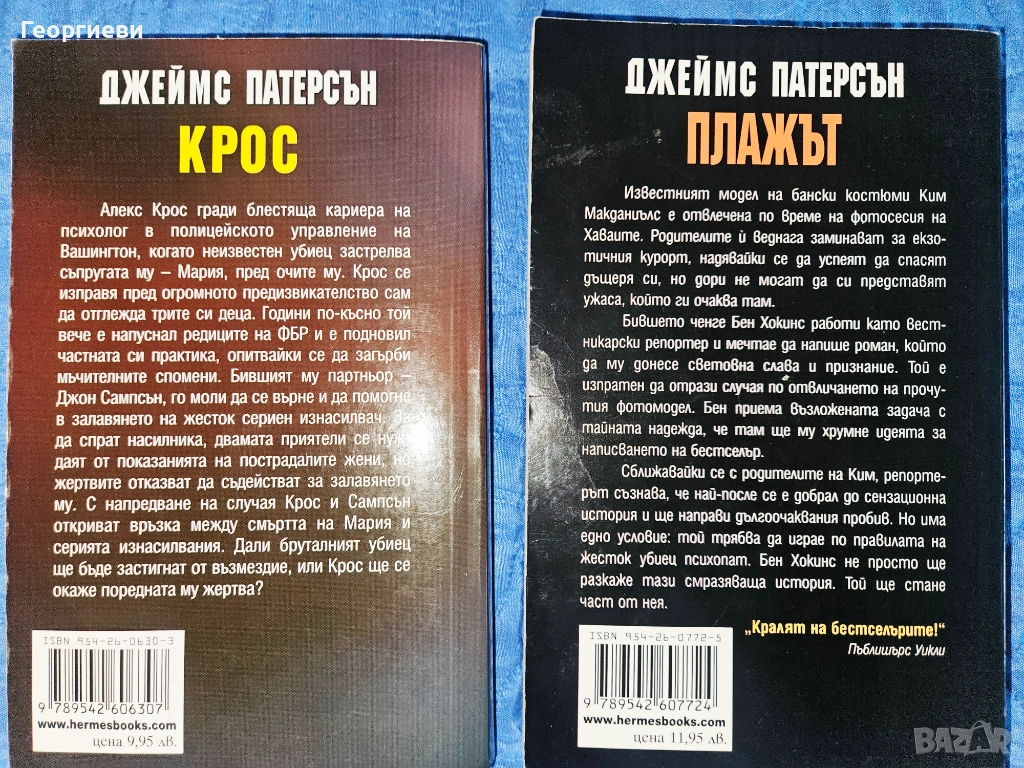 Георгиеви
ДЖЕЙМС ПАТЕРСЪН
КРОС
Алекс Крос гради блестяща кариера на
психолог в полицейското управление на
Вашингтон, когато неизвестен убиец застрелва
съпругата му – Мария, пред очите му. Крос се
изправя пред огромното предизвикателство сам
да отглежда трите си деца. Години по-късно той
вече е напуснал редиците на ФБР и е подновил
частната си практика, опитвайки се да загърби
мъчителните спомени. Бившият му партньор –
Джон Сампсън, го моли да се върне и да помогне
в залавянето на жесток сериен изнасилвач. За
да спрат насилника, двамата приятели се нуж-
даят от показанията на пострадалите жени, но
жертвите отказват да съдействат за залавянето
му. С напредване на случая Крос и Сампсън
откриват връзка между смъртта на Мария и
серията изнасилвания. Дали бруталният убиец
ще бъде застигнат от възмездие, или Крос ще се
окаже поредната му жертва?
ISBN 954-26-0630-3
9 789542 606307
www.hermesbooks.com
цена 9,95 лв.
ДЖЕЙМС ПАТЕРСЪН
ПЛАЖЪТ
Известният модел на бански костюми Ким
Макданиълс е отвлечена по време на фотосесия на
Хаваите. Родителите ѝ веднага заминават за екзо-
тичния курорт, надявайки се да успеят да спасят
дъщеря си, но дори не могат да си представят
ужаса, който ги очаква там.
Бившето ченге Бен Хокинс работи като вест-
никарски репортер и мечтае да напише роман, който
да му донесе световна слава и признание. Той е
изпратен да отрази случая по отвличането на прочу-
тия фотомодел. Бен приема възложената задача с
тайната надежда, че там ще му хрумне идеята за
написването на бестселър.
Сближавайки се с родителите на Ким, репорте-
рът съзнава, че най-после се е добрал до сензационна
история и ще направи дългоочаквания пробив. Но има
едно условие: той трябва да играе по правилата на
жесток убиец психопат. Бен Хокинс не просто ще
разкаже тази смразяваща история. Той ще стане
част от нея.
„Кралят на бестселърите!“
Пъблишърс Уикли
ISBN 954-26-0772-5
9 789542 607724
www.hermesbooks.com
цена 11,95 лв.
BAZAR